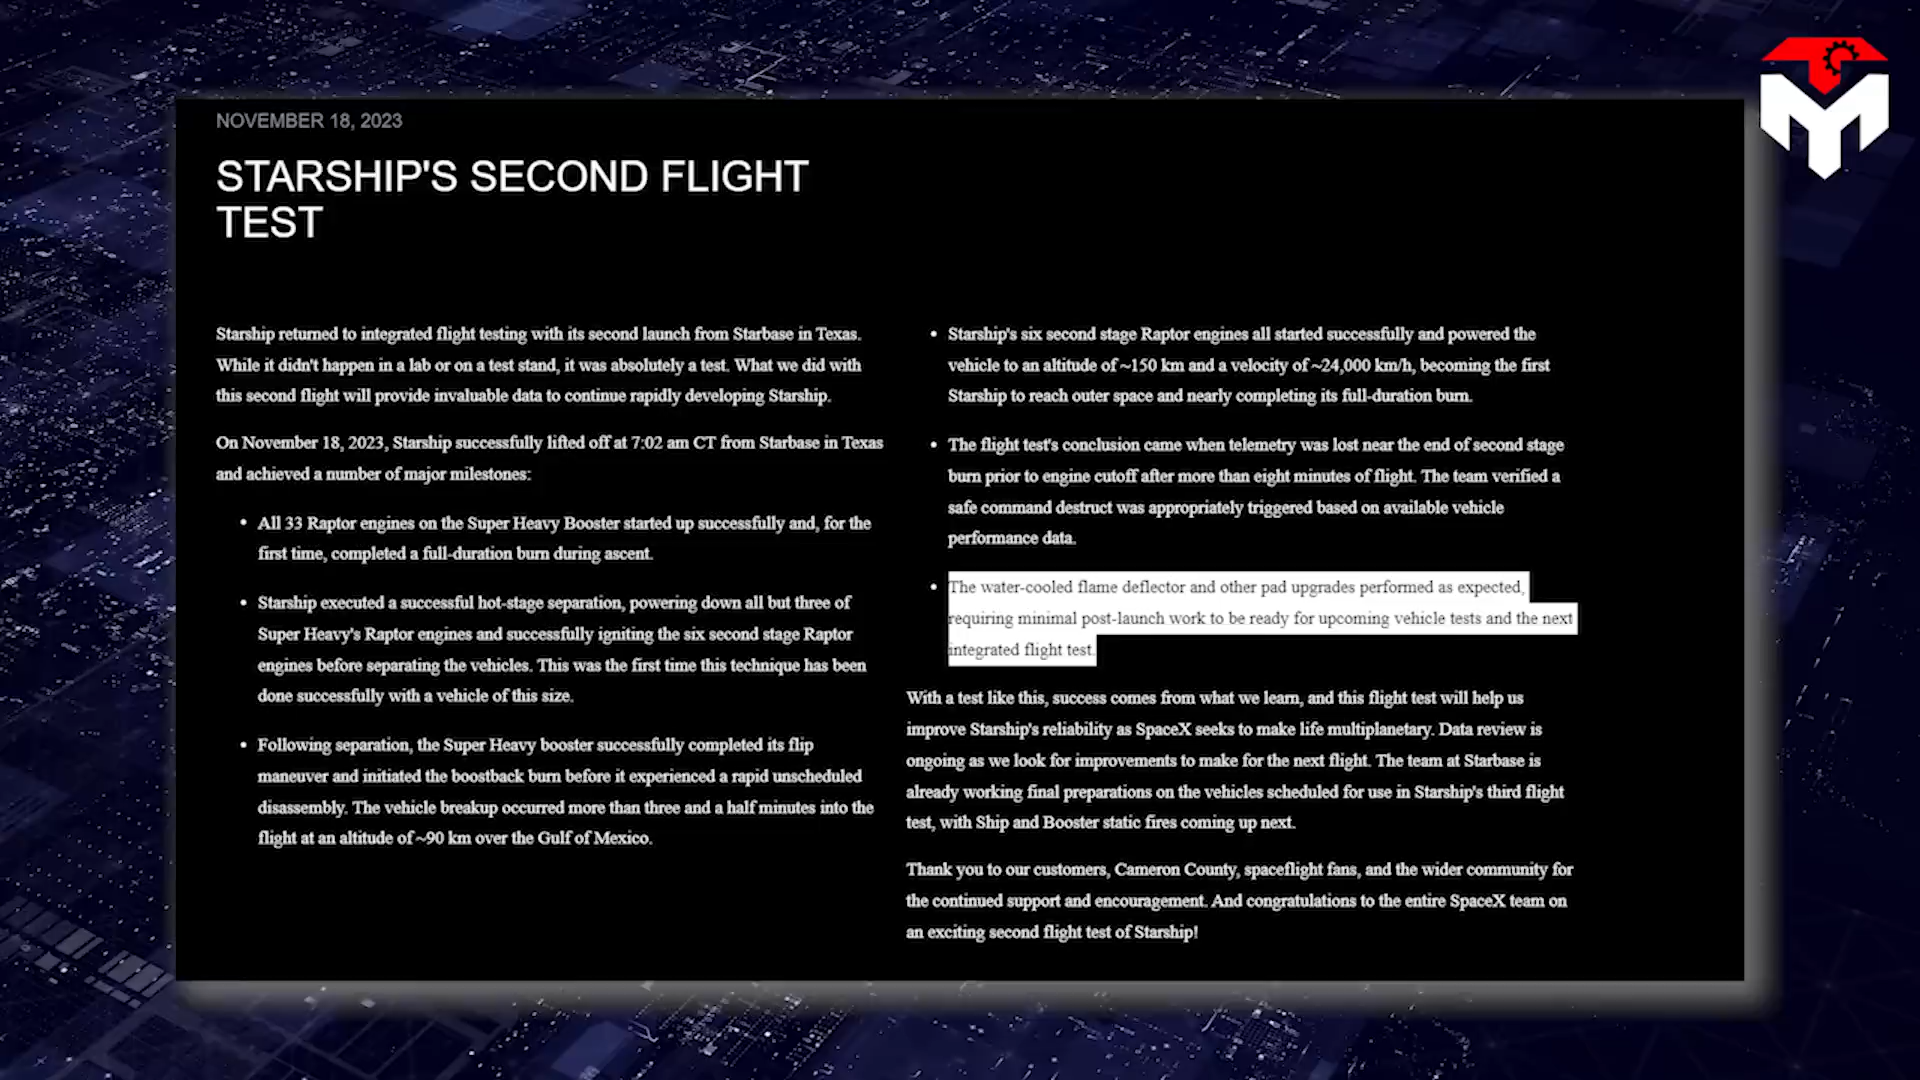 NOVEMBER 18, 2023
STARSHIP'S SECOND FLIGHT
TEST
Starship returned to integrated flight testing with its second launch from Starbase in Texas.
While it didn't happen in a lab or on a test stand, it was absolutely a test. What we did with
this second flight will provide invaluable data to continue rapidly developing Starship.
On November 18, 2023, Starship successfully lifted off at 7:02 am CT from Starbase in Texas
and achieved a number of major milestones:
• All 33 Raptor engines on the Super Heavy Booster started up successfully and, for the
first time, completed a full-duration burn during ascent.
• Starship executed a successful hot-stage separation, powering down all but three of
Super Heavy's Raptor engines and successfully igniting the six second stage Raptor
engines before separating the vehicles. This was the first time this technique has been
done successfully with a vehicle of this size.
• Following separation, the Super Heavy booster successfully completed its flip
maneuver and initiated the boostback burn before it experienced a rapid unscheduled
disassembly. The vehicle breakup occurred more than three and a half minutes into the
flight at an altitude of ~90 km over the Gulf of Mexico.
• Starship's six second stage Raptor engines all started successfully and powered the
vehicle to an altitude of ~150 km and a velocity of ~24,000 km/h, becoming the first
Starship to reach outer space and nearly completing its full-duration burn.
• The flight test's conclusion came when telemetry was lost near the end of second stage
burn prior to engine cutoff after more than eight minutes of flight. The team verified a
safe command destruct was appropriately triggered based on available vehicle
performance data.
• The water-cooled flame deflector and other pad upgrades performed as expected,
requiring minimal post-launch work to be ready for upcoming vehicle tests and the next
integrated flight test.
With a test like this, success comes from what we learn, and this flight test will help us
improve Starship's reliability as SpaceX seeks to make life multiplanetary. Data review is
ongoing as we look for improvements to make for the next flight. The team at Starbase is
already working final preparations on the vehicles scheduled for use in Starship's third flight
test, with Ship and Booster static fires coming up next.
Thank you to our customers, Cameron County, spaceflight fans, and the wider community for
the continued support and encouragement. And congratulations to the entire SpaceX team on
an exciting second flight test of Starship!